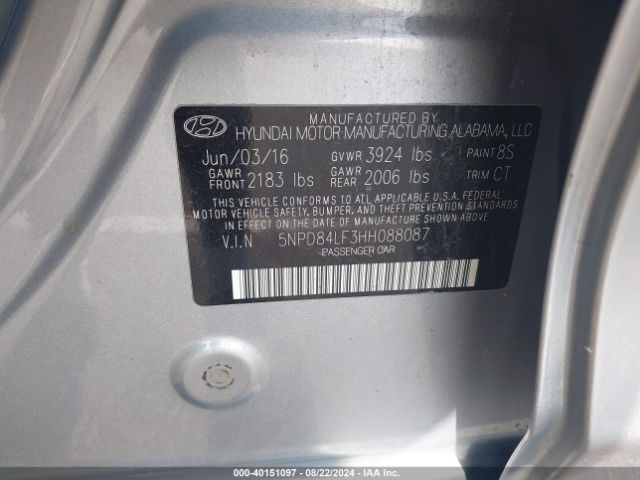 MANUFACTURED BY
HYUNDAI MOTOR MANUFACTURING ALABAMA, LLC
Jun/03/16 GVWR 3924 lbs PAINT 8S
GAWR FRONT 2183 lbs GAWR REAR 2006 lbs TRIM CT
THIS VEHICLE CONFORMS TO ALL APPLICABLE U.S.A. FEDERAL
MOTOR VEHICLE SAFETY, BUMPER, AND THEFT PREVENTION STANDARDS
IN EFFECT ON THE DATE OF MANUFACTURE SHOWN ABOVE.
V.I.N 5NPD84LF3HH088087
PASSENGER CAR
000-40151097 - 08/22/2024 - IAAI.COM